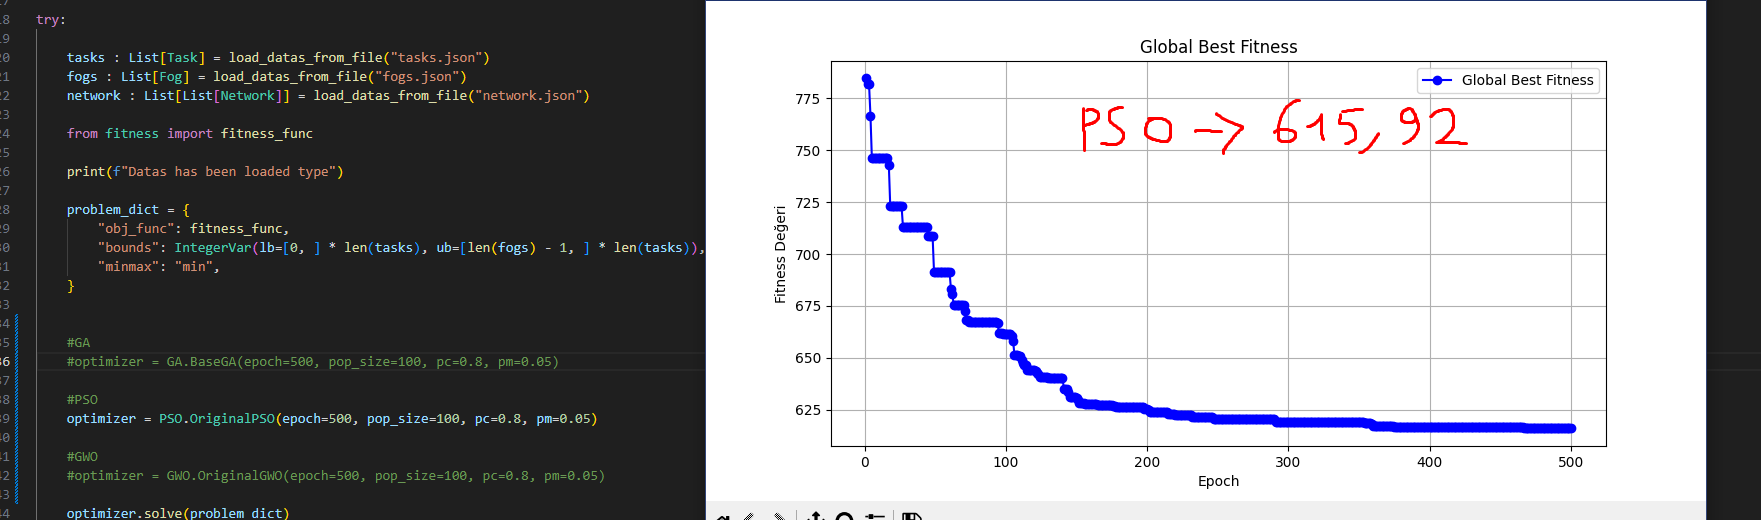 18 try:
19
20 tasks : List[Task] = load_datas_from_file("tasks.json")
21 fogs : List[Fog] = load_datas_from_file("fogs.json")
22 network : List[List[Network]] = load_datas_from_file("network.json")
23
24 from fitness import fitness_func
25
26 print(f"Datas has been loaded type")
27
28 problem_dict = {
29 "obj_func": fitness_func,
30 "bounds": IntegerVar(lb=[0, ] * len(tasks), ub=[len(fogs) - 1, ] * len(tasks)),
31 "minmax": "min",
32 }
33
34
35 #GA
36 #optimizer = GA.BaseGA(epoch=500, pop_size=100, pc=0.8, pm=0.05)
37
38 #PSO
39 optimizer = PSO.OriginalPSO(epoch=500, pop_size=100, pc=0.8, pm=0.05)
40
41 #GWO
42 #optimizer = GWO.OriginalGWO(epoch=500, pop_size=100, pc=0.8, pm=0.05)
43
44 optimizer.solve(problem_dict)
Global Best Fitness
Global Best Fitness
PSO → 615,92
Fitness Değeri
775
750
725
700
675
650
625
0 100 200 300 400 500
Epoch